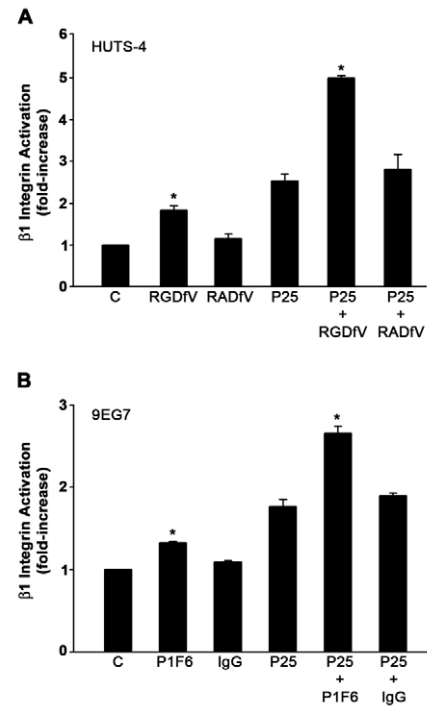 A
HUTS-4
β1 Integrin Activation
(fold-increase)
6
5
4
3
2
1
0
*
*
C RGDfV RADfV P25 P25 P25
+ +
RGDfV RADfV
B
9EG7
β1 Integrin Activation
(fold-increase)
3
2
1
0
*
*
C P1F6 IgG P25 P25 P25
+ +
P1F6 IgG